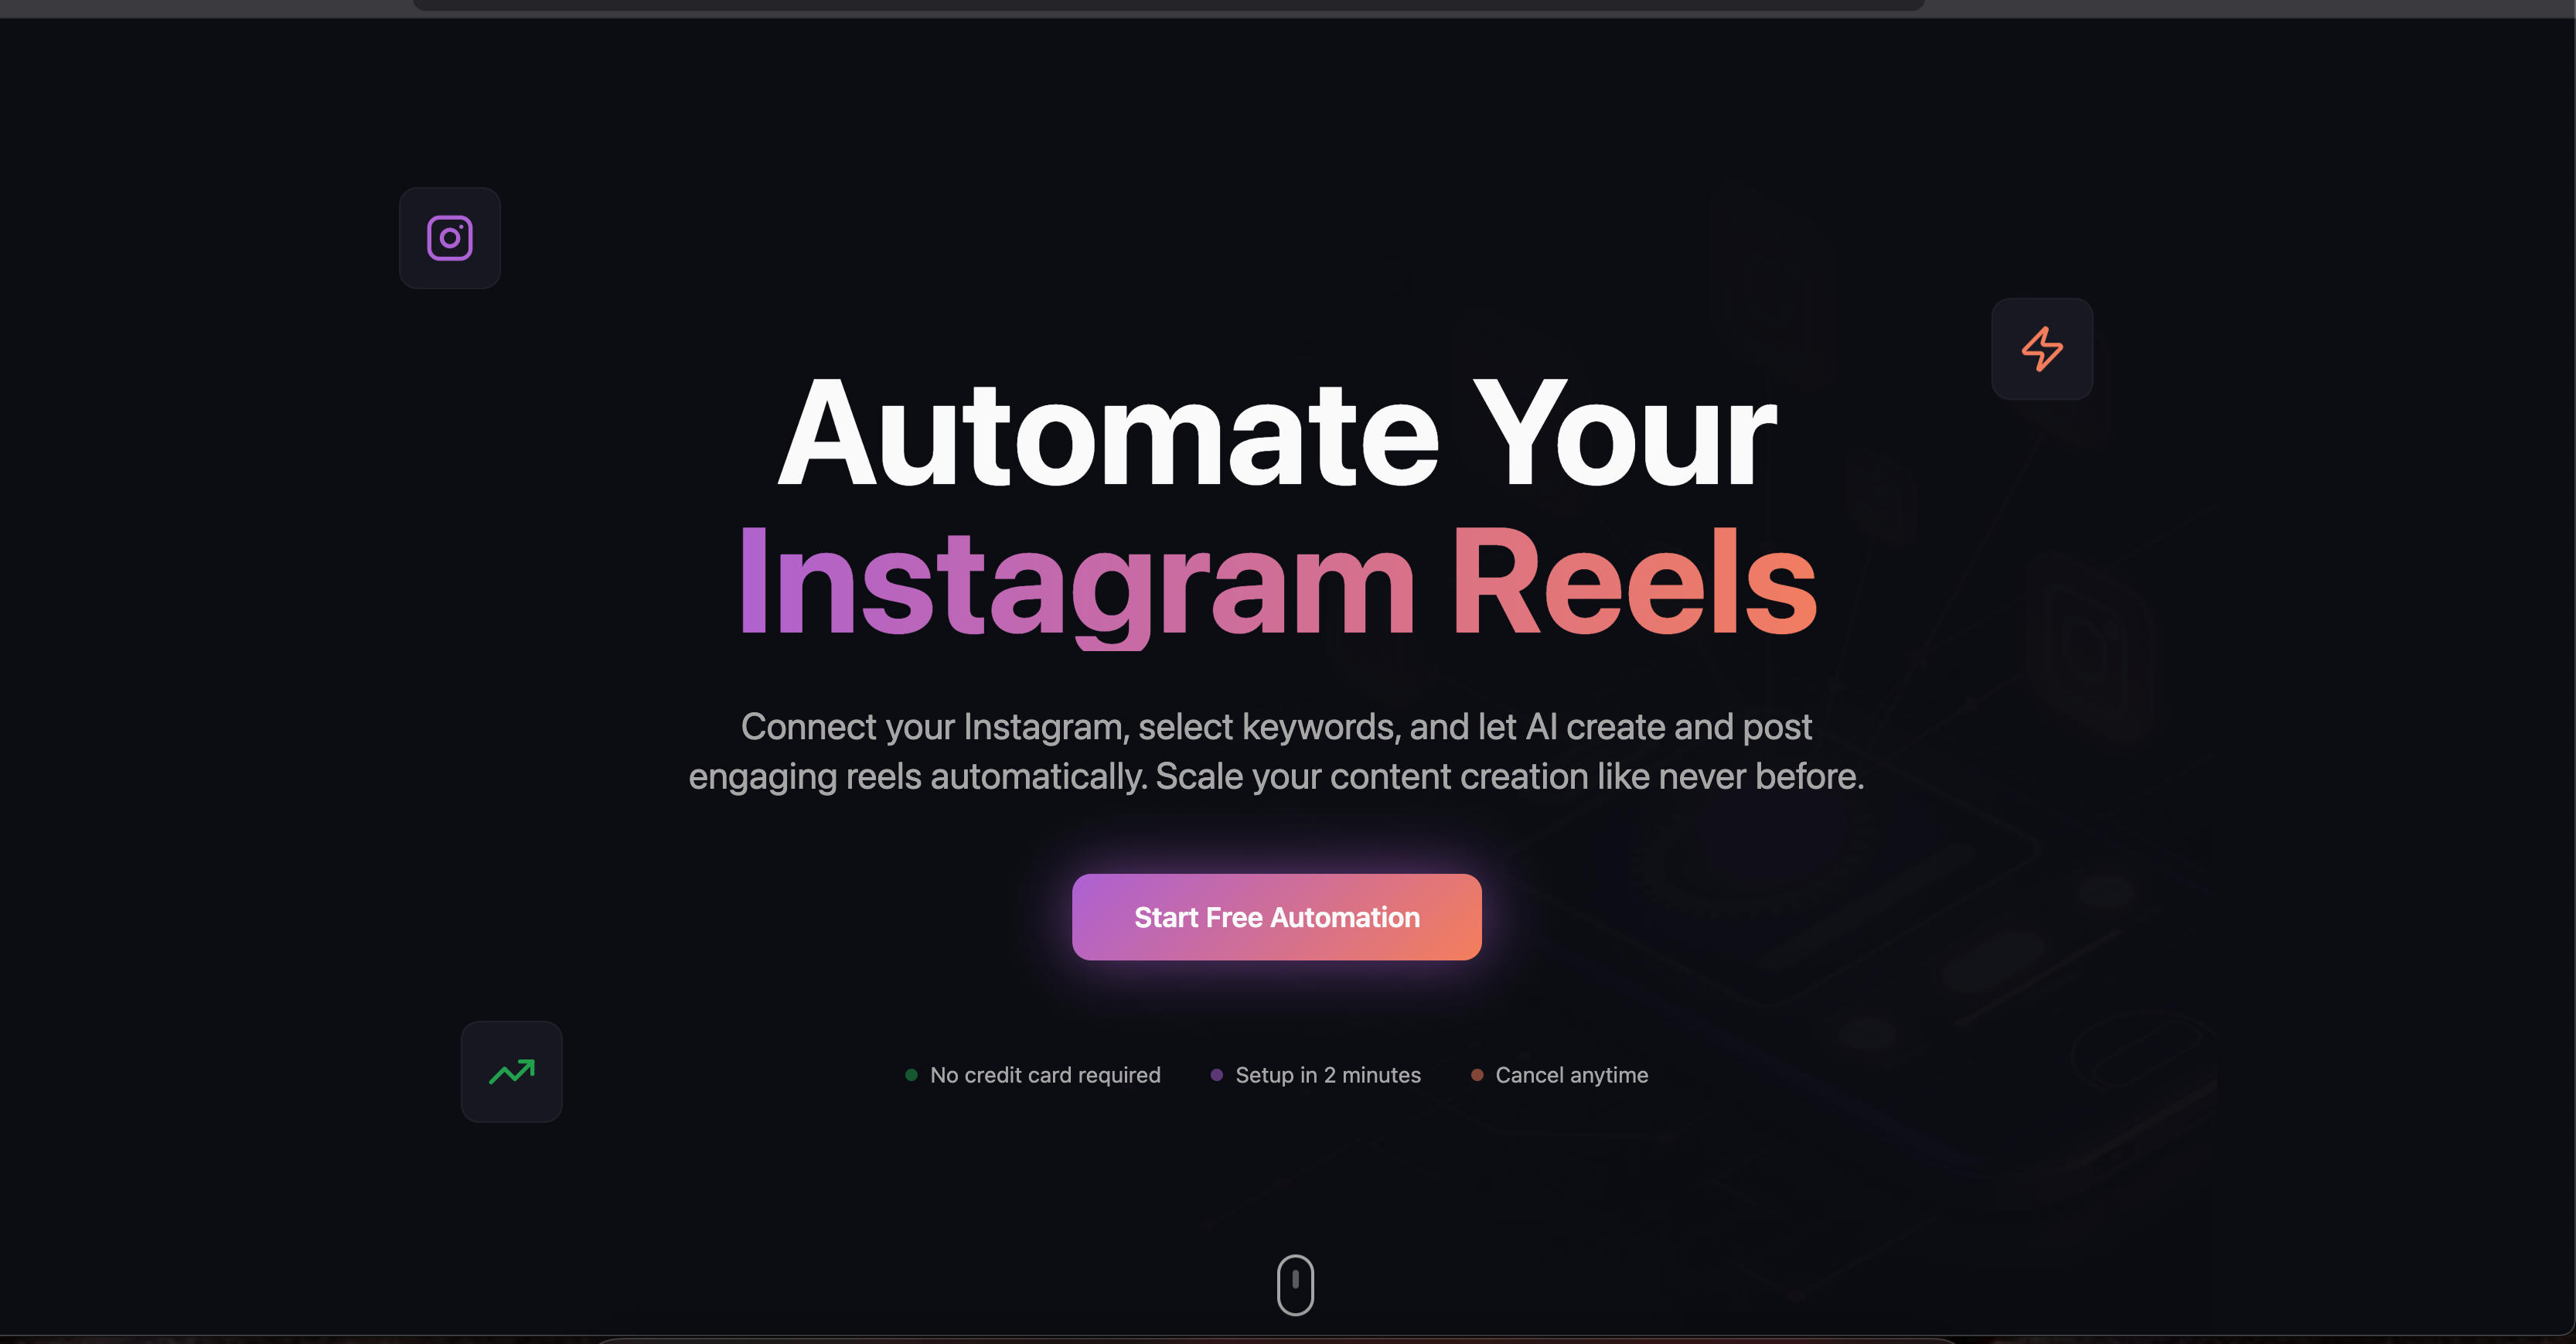 Automate Your
Instagram Reels
Connect your Instagram, select keywords, and let AI create and post
engaging reels automatically. Scale your content creation like never before.
Start Free Automation
No credit card required
Setup in 2 minutes
Cancel anytime